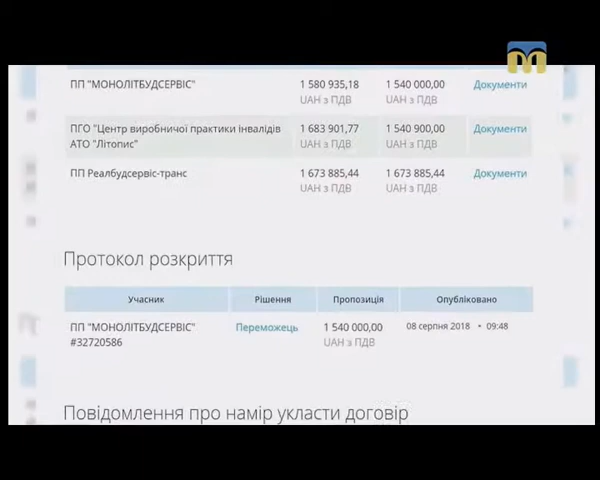 М
ПП "МОНОЛІТБУДСЕРВІС" 1 580 935,18 1 540 000,00 Документи
UAH з ПДВ UAH з ПДВ
ПГО "Центр виробничої практики інвалідів 1 683 901,77 1 540 900,00 Документи
АТО "Літопис" UAH з ПДВ UAH з ПДВ
ПП Реалбудсервіс-транс 1 673 885,44 1 673 885,44 Документи
UAH з ПДВ UAH з ПДВ
Протокол розкриття
Учасник Рішення Пропозиція Опубліковано
ПП "МОНОЛІТБУДСЕРВІС" Переможець 1 540 000,00 08 серпня 2018 • 09:48
#32720586 UAH з ПДВ
Повідомлення про намір укласти договір